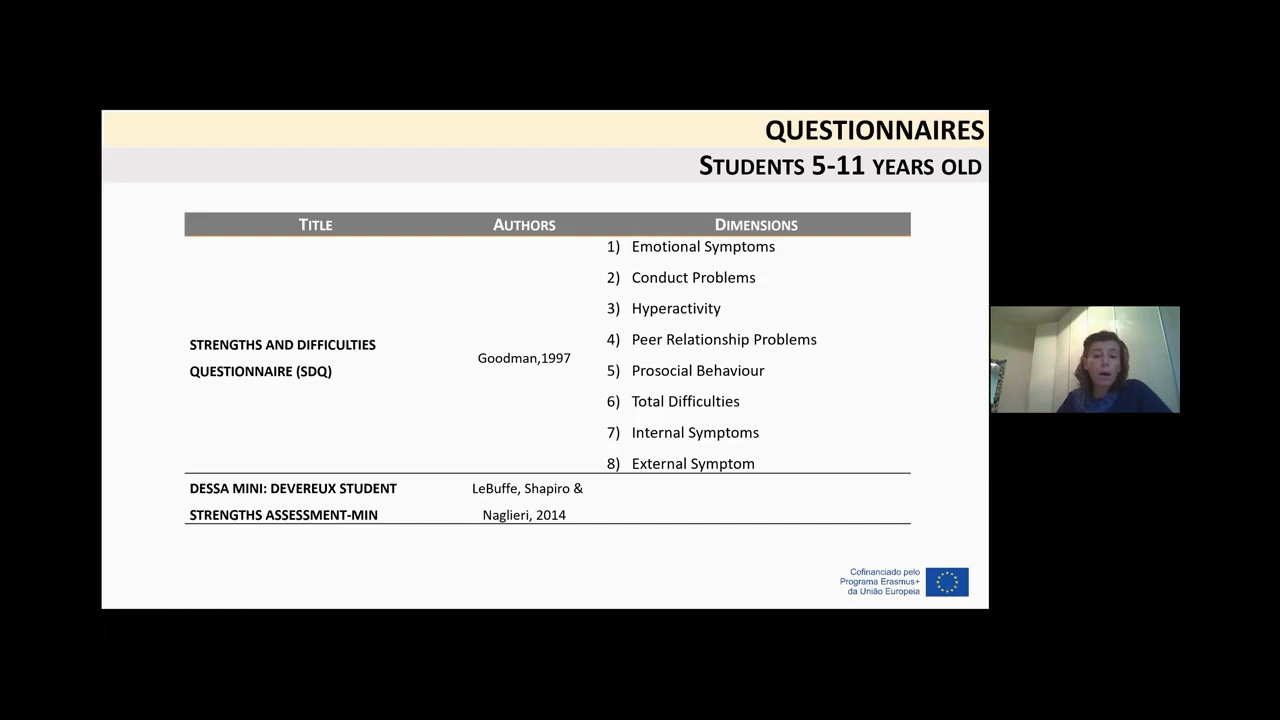 QUESTIONNAIRES
STUDENTS 5-11 YEARS OLD
TITLE AUTHORS DIMENSIONS
STRENGTHS AND DIFFICULTIES
QUESTIONNAIRE (SDQ)
Goodman,1997
1) Emotional Symptoms
2) Conduct Problems
3) Hyperactivity
4) Peer Relationship Problems
5) Prosocial Behaviour
6) Total Difficulties
7) Internal Symptoms
8) External Symptom
DESSA MINI: DEVEREUX STUDENT
STRENGTHS ASSESSMENT-MIN
LeBuffe, Shapiro &
Naglieri, 2014
Cofinanciado pelo
Programa Erasmus+
da União Europeia